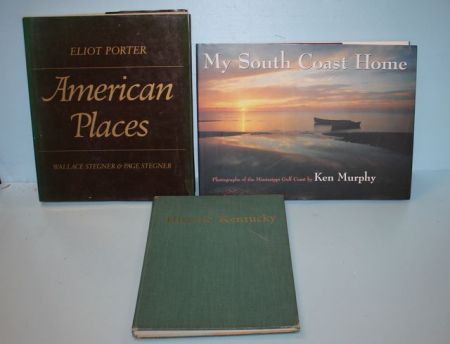 ELIOT PORTER
American
Places
WALLACE STEGNER & PAGE STEGNER
My South Coast Home
Photographs of the Mississippi Gulf Coast by Ken Murphy
Kentucky